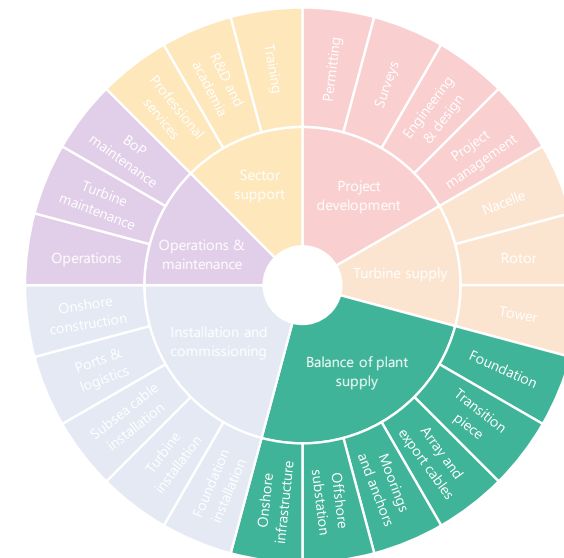 Permitting
Surveys
Engineering
& design
Project
management
Nacelle
Rotor
Tower
Foundation
Transition
piece
Array and
export cables
Moorings
and anchors
Offshore
substation
Onshore
infrastructure
Foundation
installation
Turbine
installation
Subsea cable
installation
Ports &
logistics
Onshore
construction
Operations
Turbine
maintenance
BoP
maintenance
Professional
services
R&D and
academia
Training
Project
development
Turbine supply
Balance of plant
supply
Installation and
commissioning
Operations &
maintenance
Sector
support